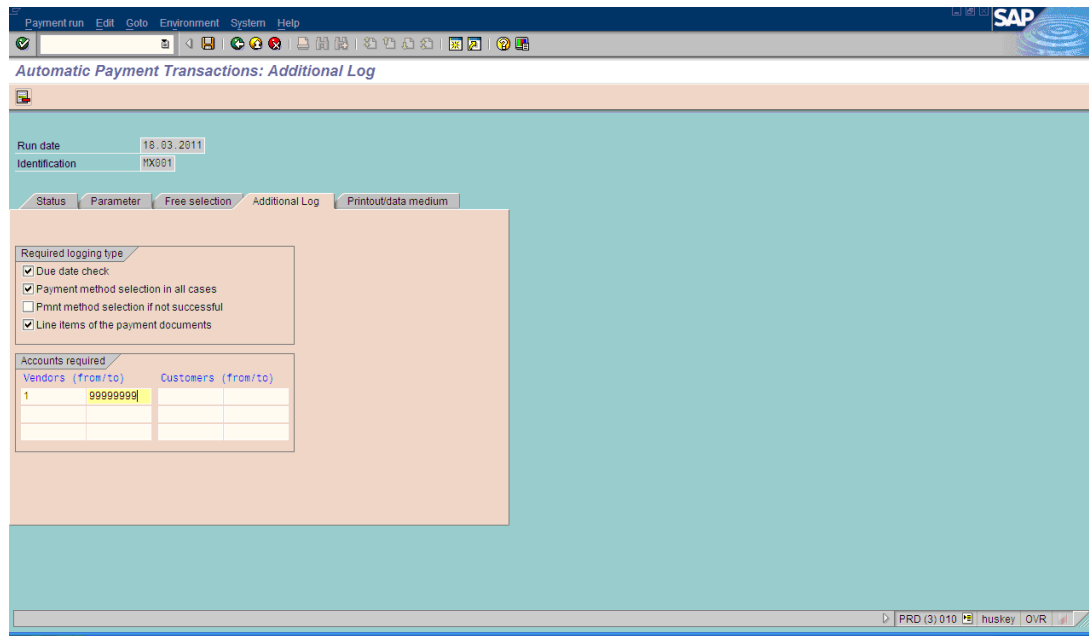 Payment run Edit Goto Environment System Help
SAP
Automatic Payment Transactions: Additional Log
Run date 18.03.2011
Identification MX001
Status Parameter Free selection Additional Log Printout/data medium
Required logging type
Due date check
Payment method selection in all cases
Pmnt method selection if not successful
Line items of the payment documents
Accounts required
Vendors (from/to) Customers (from/to)
1 99999999
PRD (3) 010 huskey OVR